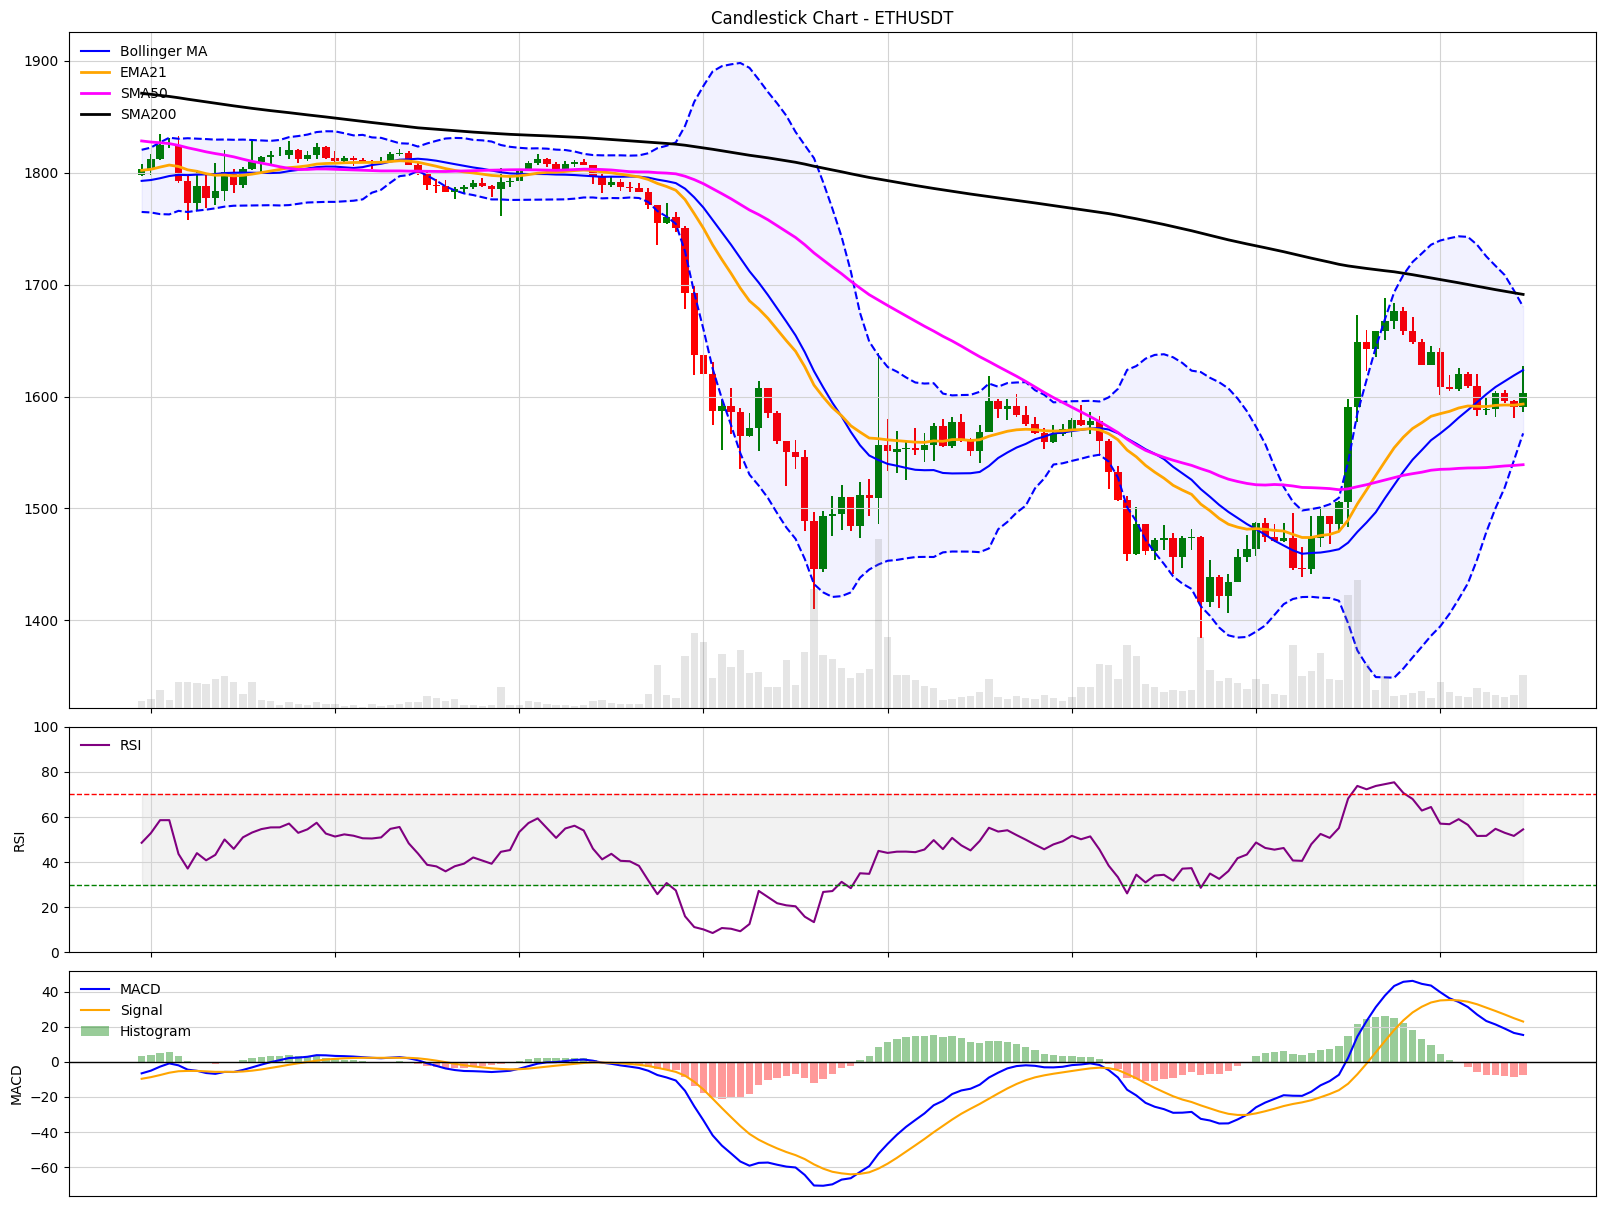 Candlestick Chart - ETHUSDT
Bollinger MA
EMA21
SMA50
SMA200
1900
1800
1700
1600
1500
1400
RSI
100
80
60
40
20
0
RSI
MACD
Signal
Histogram
40
20
0
−20
−40
−60
MACD